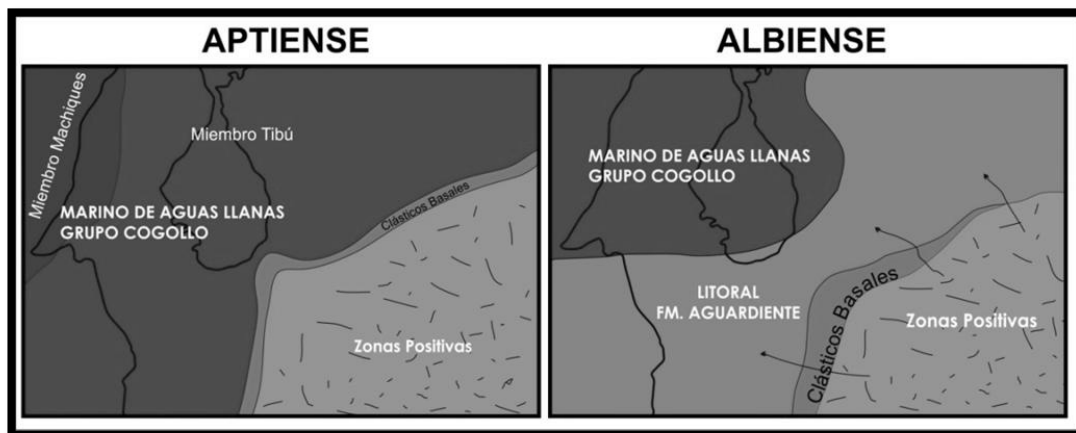 APTIENSE
Miembro Machiques
Miembro Tibú
MARINO DE AGUAS LLANAS
GRUPO COGOLLO
Clásticos Basales
Zonas Positivas
ALBIENSE
MARINO DE AGUAS LLANAS
GRUPO COGOLLO
LITORAL
FM. AGUARDIENTE
Clásticos Basales
Zonas Positivas